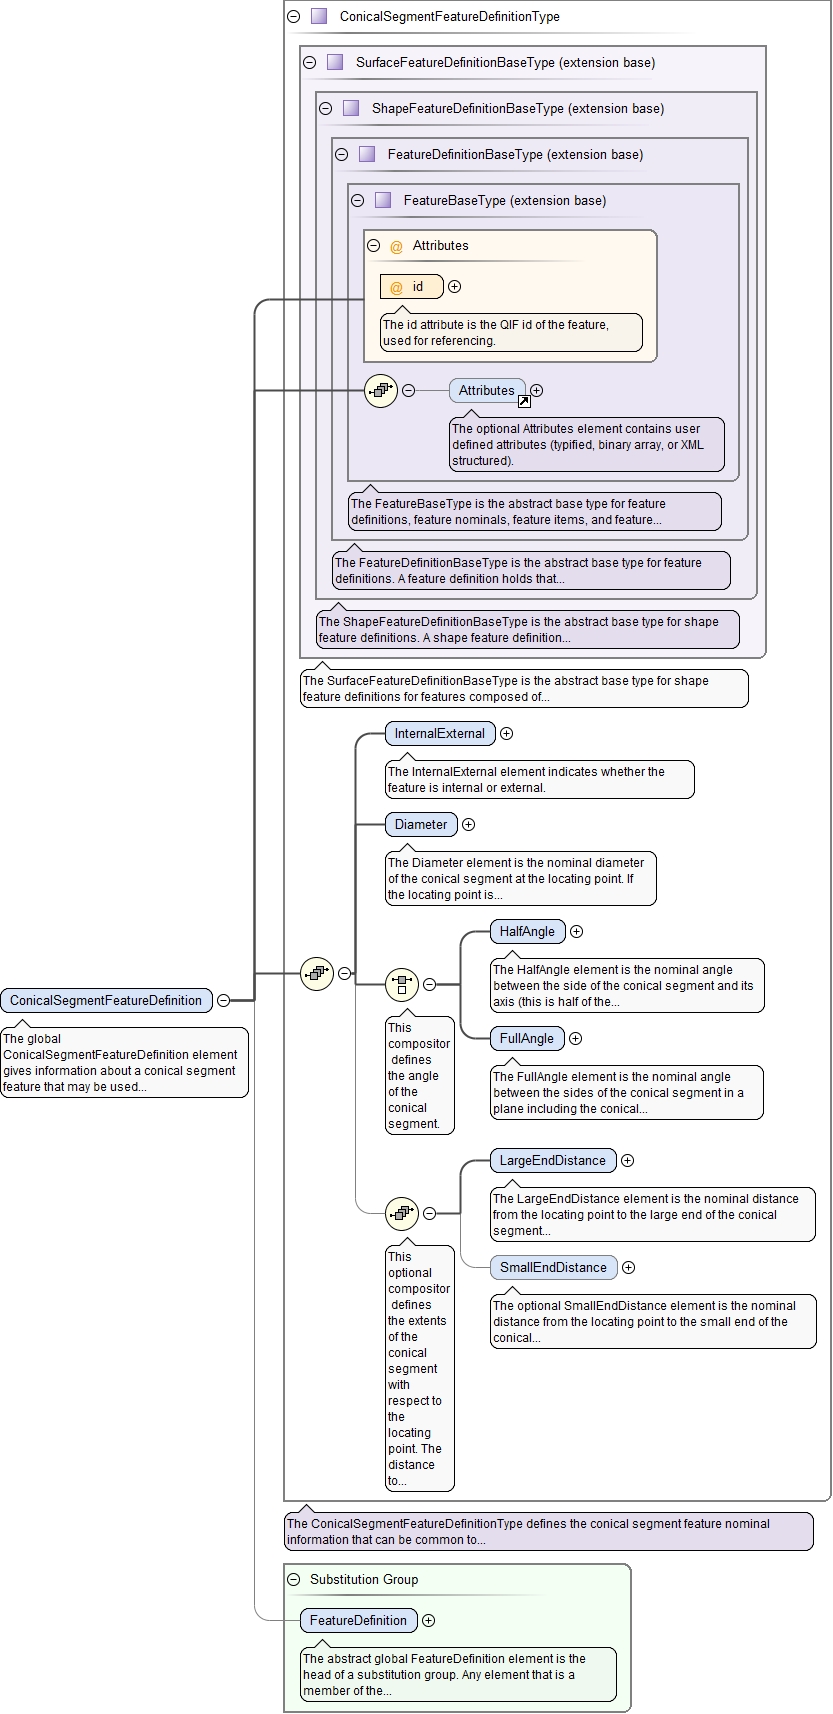 ConicalSegmentFeatureDefinitionType
SurfaceFeatureDefinitionBaseType (extension base)
ShapeFeatureDefinitionBaseType (extension base)
FeatureDefinitionBaseType (extension base)
FeatureBaseType (extension base)
@ Attributes
@ id
The id attribute is the QIF id of the feature,
used for referencing.
Attributes
The optional Attributes element contains user
defined attributes (typified, binary array, or XML
structured).
The FeatureBaseType is the abstract base type for feature
definitions, feature nominals, feature items, and feature...
The FeatureDefinitionBaseType is the abstract base type for feature
definitions. A feature definition holds that...
The ShapeFeatureDefinitionBaseType is the abstract base type for shape
feature definitions. A shape feature definition...
The SurfaceFeatureDefinitionBaseType is the abstract base type for shape
feature definitions for features composed of...
InternalExternal
The InternalExternal element indicates whether the
feature is internal or external.
Diameter
The Diameter element is the nominal diameter
of the conical segment at the locating point. If
the locating point is...
HalfAngle
The HalfAngle element is the nominal angle
between the side of the conical segment and its
axis (this is half of the...
FullAngle
The FullAngle element is the nominal angle
between the sides of the conical segment in a
plane including the conical...
This
compositor
defines
the angle
of the
conical
segment.
ConicalSegmentFeatureDefinition
The global
ConicalSegmentFeatureDefinition element
gives information about a conical segment
feature that may be used...
LargeEndDistance
The LargeEndDistance element is the nominal distance
from the locating point to the large end of the conical
segment...
SmallEndDistance
The optional SmallEndDistance element is the nominal
distance from the locating point to the small end of the
conical...
This
optional
compositor
defines
the extents
of the
conical
segment
with
respect to
the
locating
point. The
distance
to...
The ConicalSegmentFeatureDefinitionType defines the conical segment feature nominal
information that can be common to...
Substitution Group
FeatureDefinition
The abstract global FeatureDefinition element is the
head of a substitution group. Any element that is a
member of the...